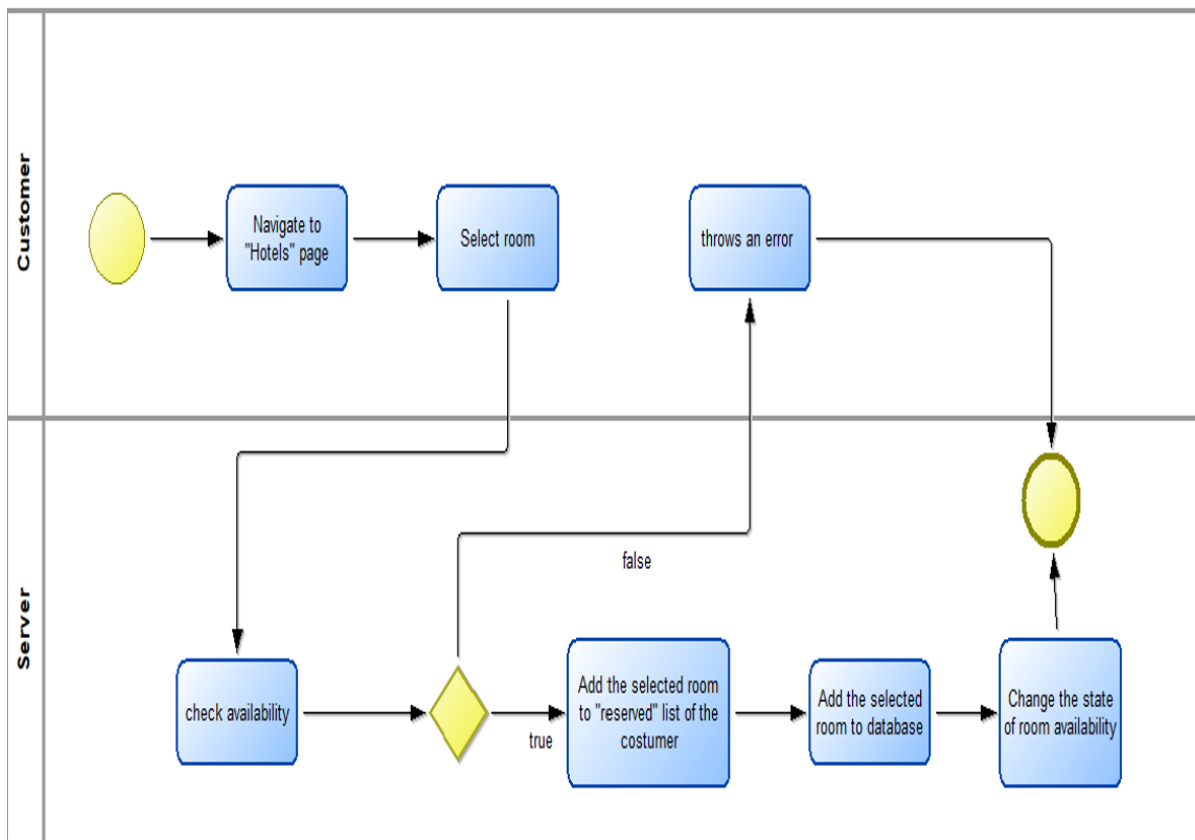 Customer
Navigate to
"Hotels" page
Select room
throws an error
Server
false
check availability
true
Add the selected room
to "reserved" list of the
costumer
Add the selected
room to database
Change the state
of room availability